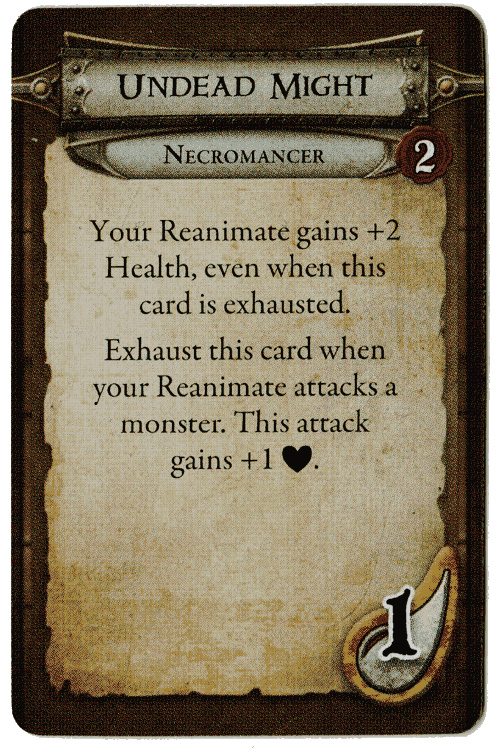 Undead Might
Necromancer
2
Your Reanimate gains +2
Health, even when this
card is exhausted.
Exhaust this card when
your Reanimate attacks a
monster. This attack
gains +1 ♥.
1